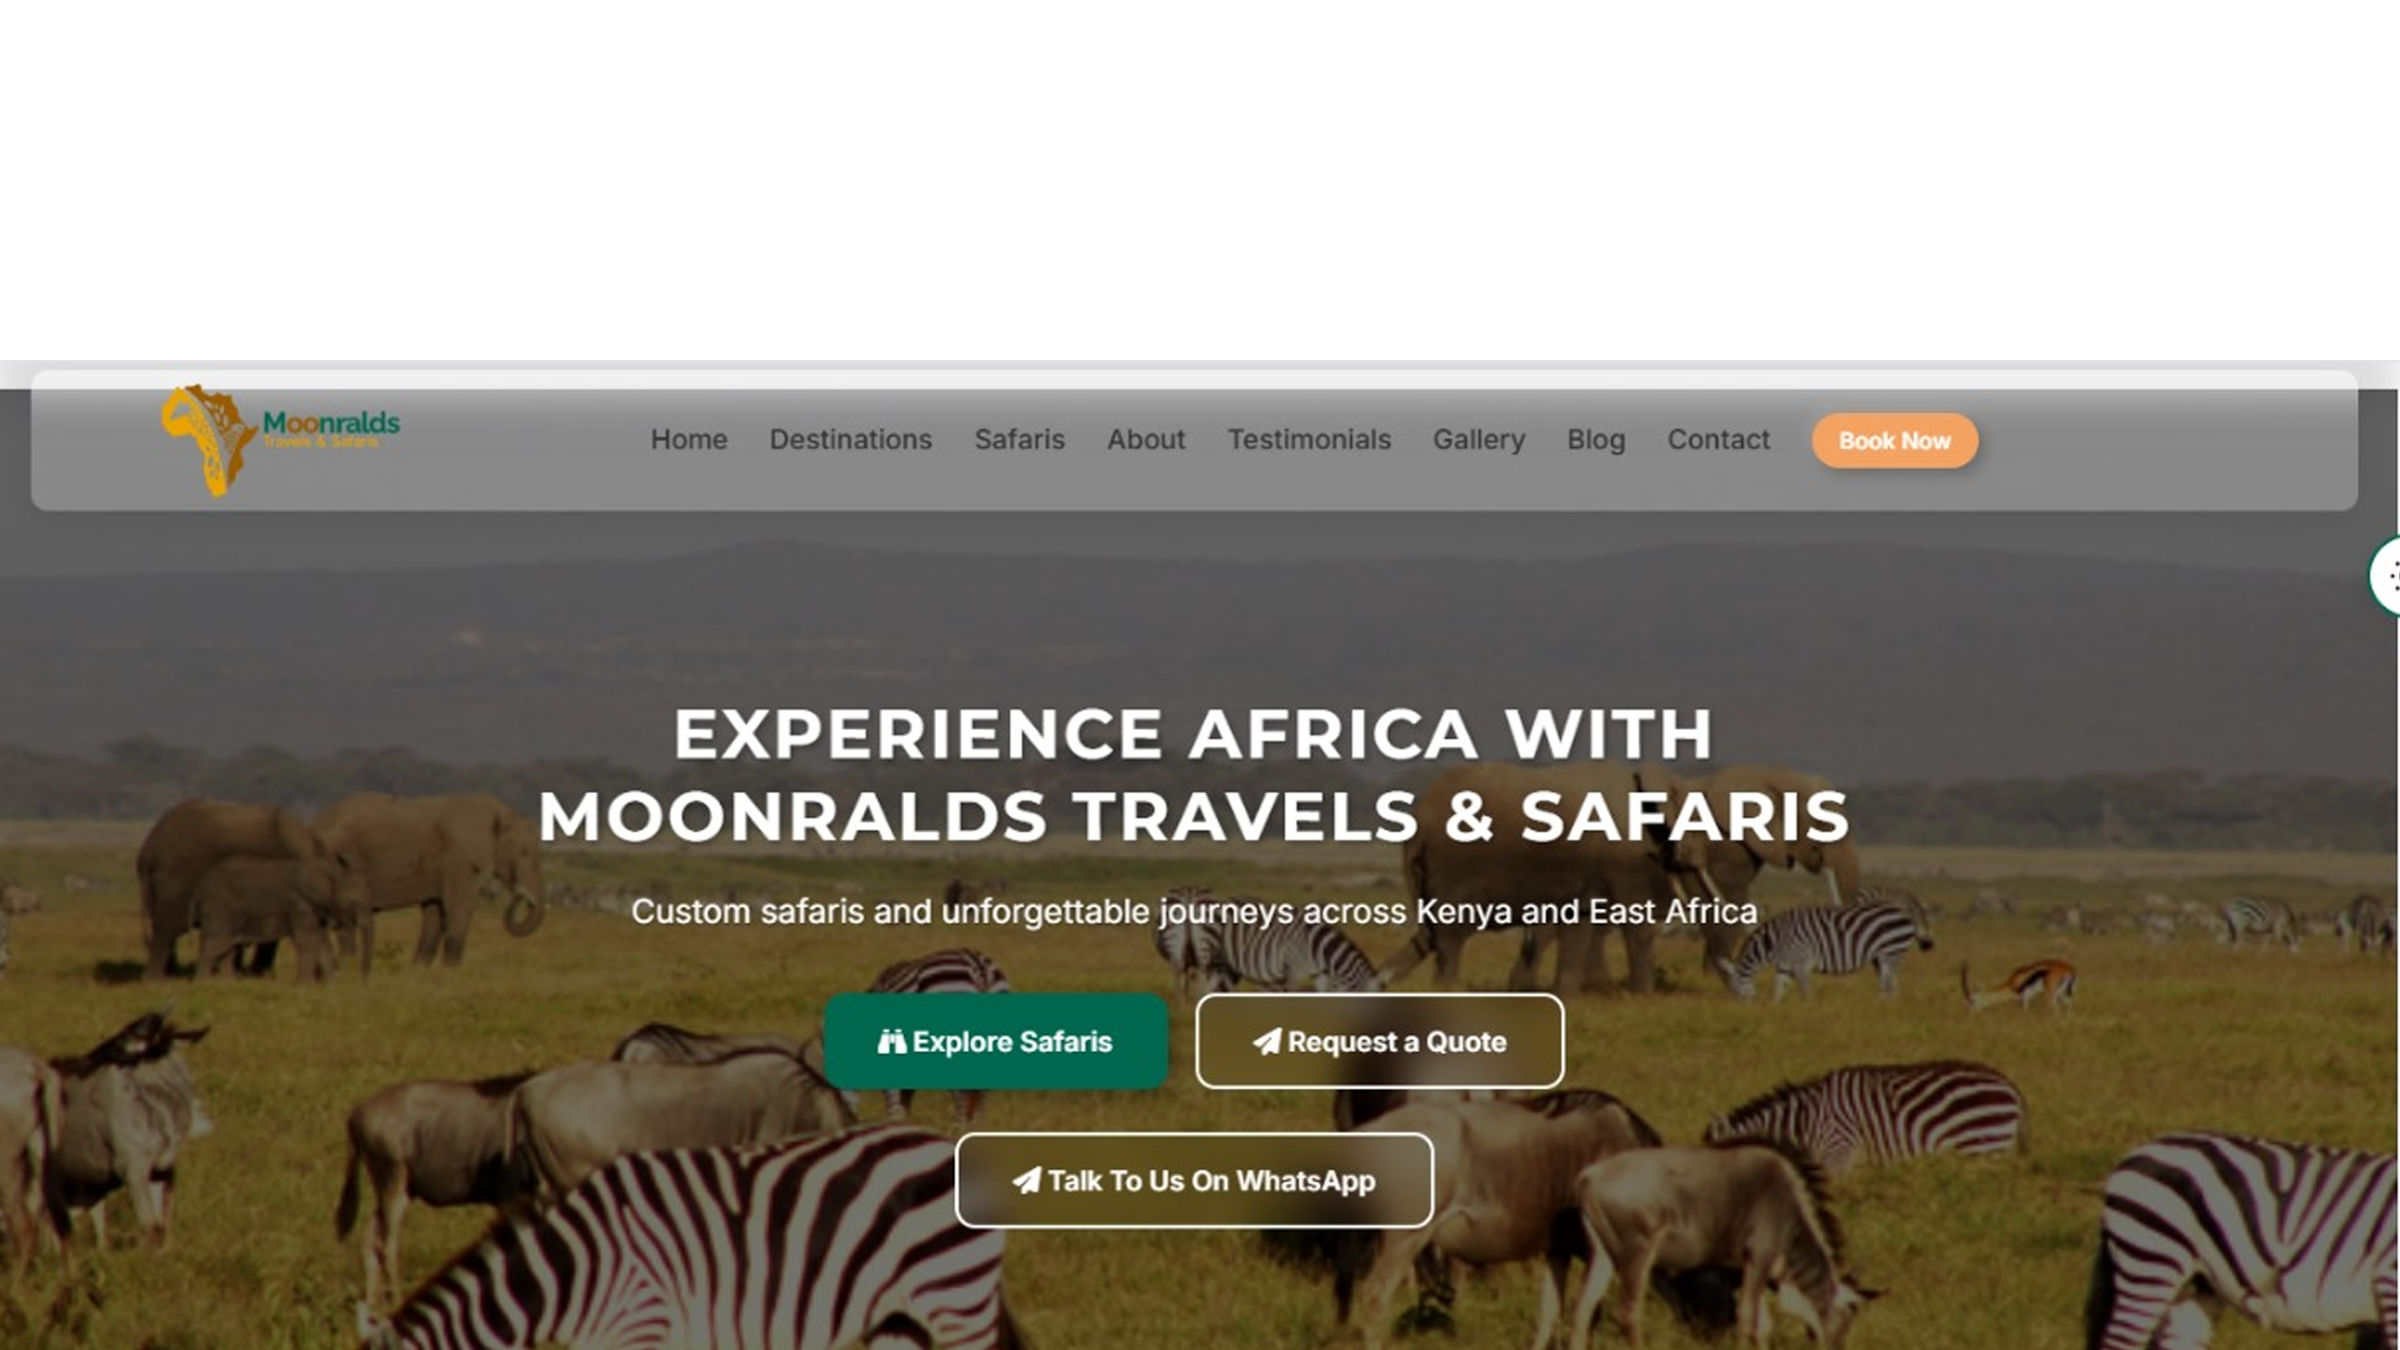 Moonralds
Travels & Safaris
Home Destinations Safaris About Testimonials Gallery Blog Contact Book Now
EXPERIENCE AFRICA WITH
MOONRALDS TRAVELS & SAFARIS
Custom safaris and unforgettable journeys across Kenya and East Africa
Explore Safaris Request a Quote
Talk To Us On WhatsApp